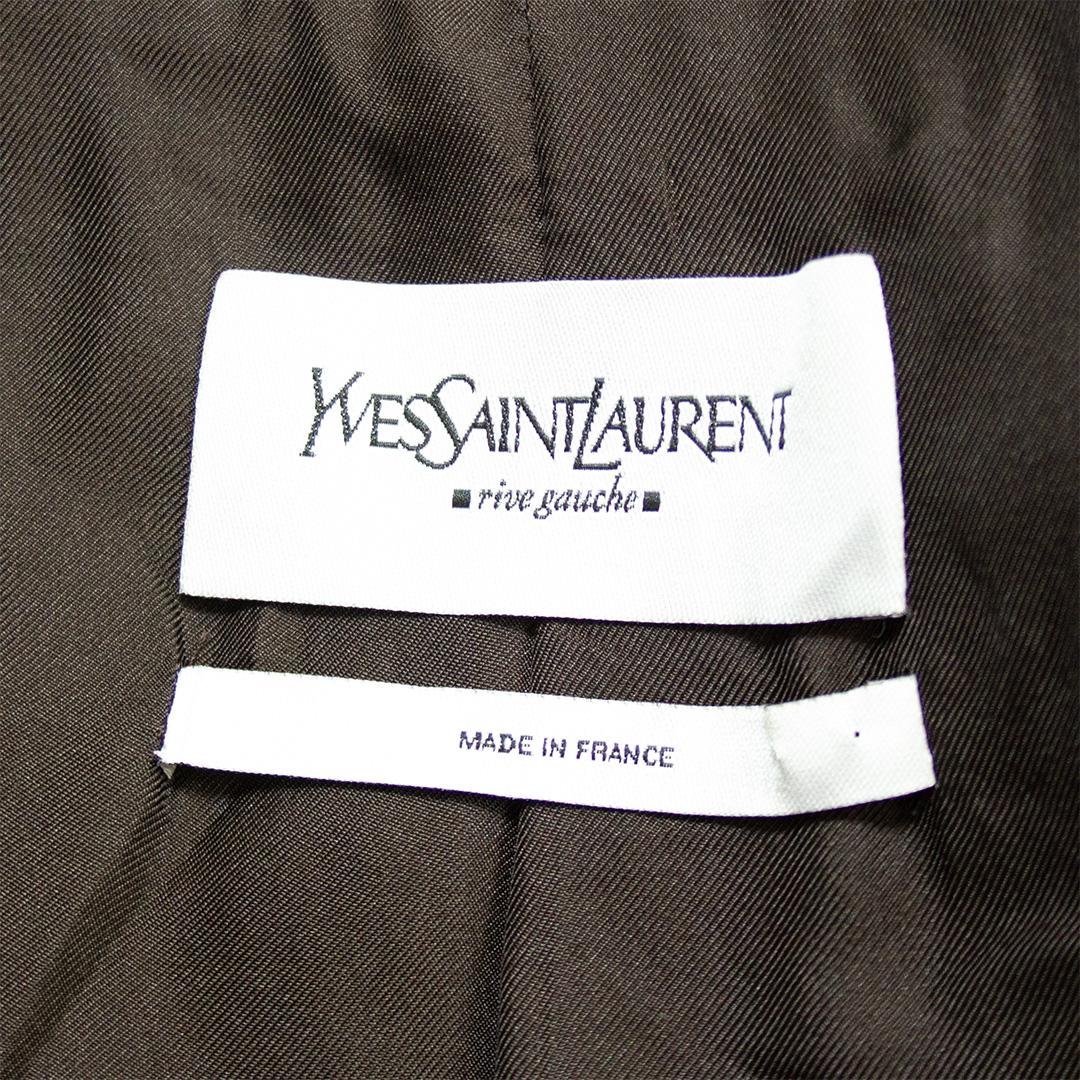 YVESSAINTLAURENT
rive gauche
MADE IN FRANCE